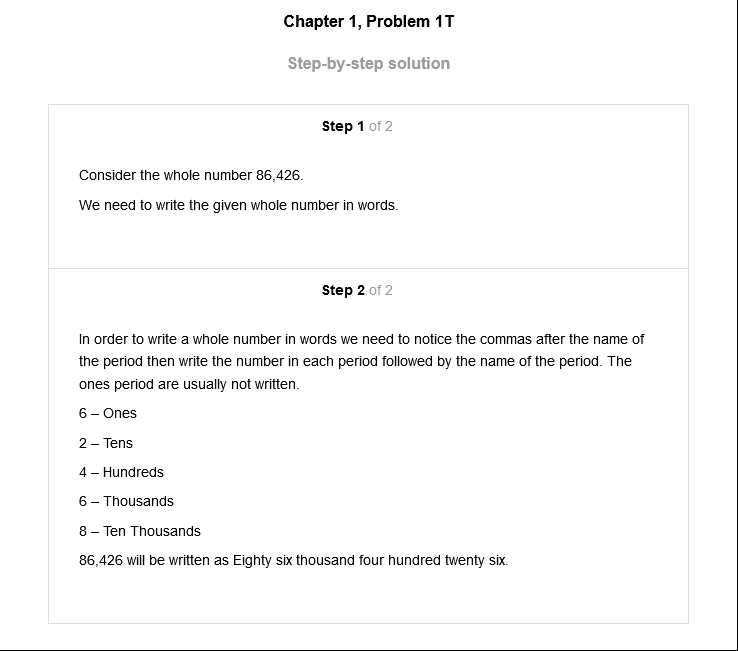 Chapter 1, Problem 1T
Step-by-step solution
Step 1 of 2
Consider the whole number 86,426.
We need to write the given whole number in words.
Step 2 of 2
In order to write a whole number in words we need to notice the commas after the name of
the period then write the number in each period followed by the name of the period. The
ones period are usually not written.
6 – Ones
2 – Tens
4 – Hundreds
6 – Thousands
8 – Ten Thousands
86,426 will be written as Eighty six thousand four hundred twenty six.